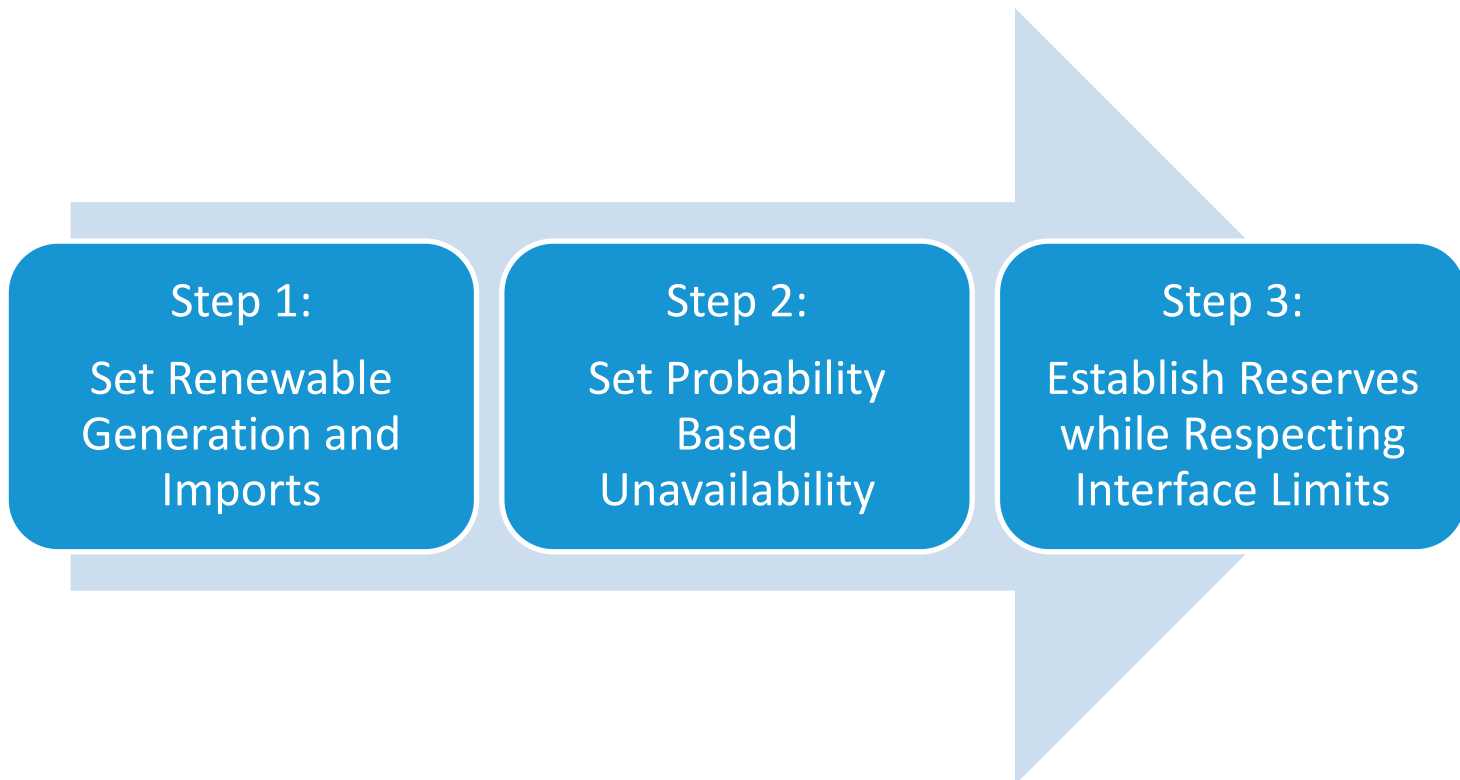 Step 1:
Set Renewable
Generation and
Imports
Step 2:
Set Probability
Based
Unavailability
Step 3:
Establish Reserves
while Respecting
Interface Limits